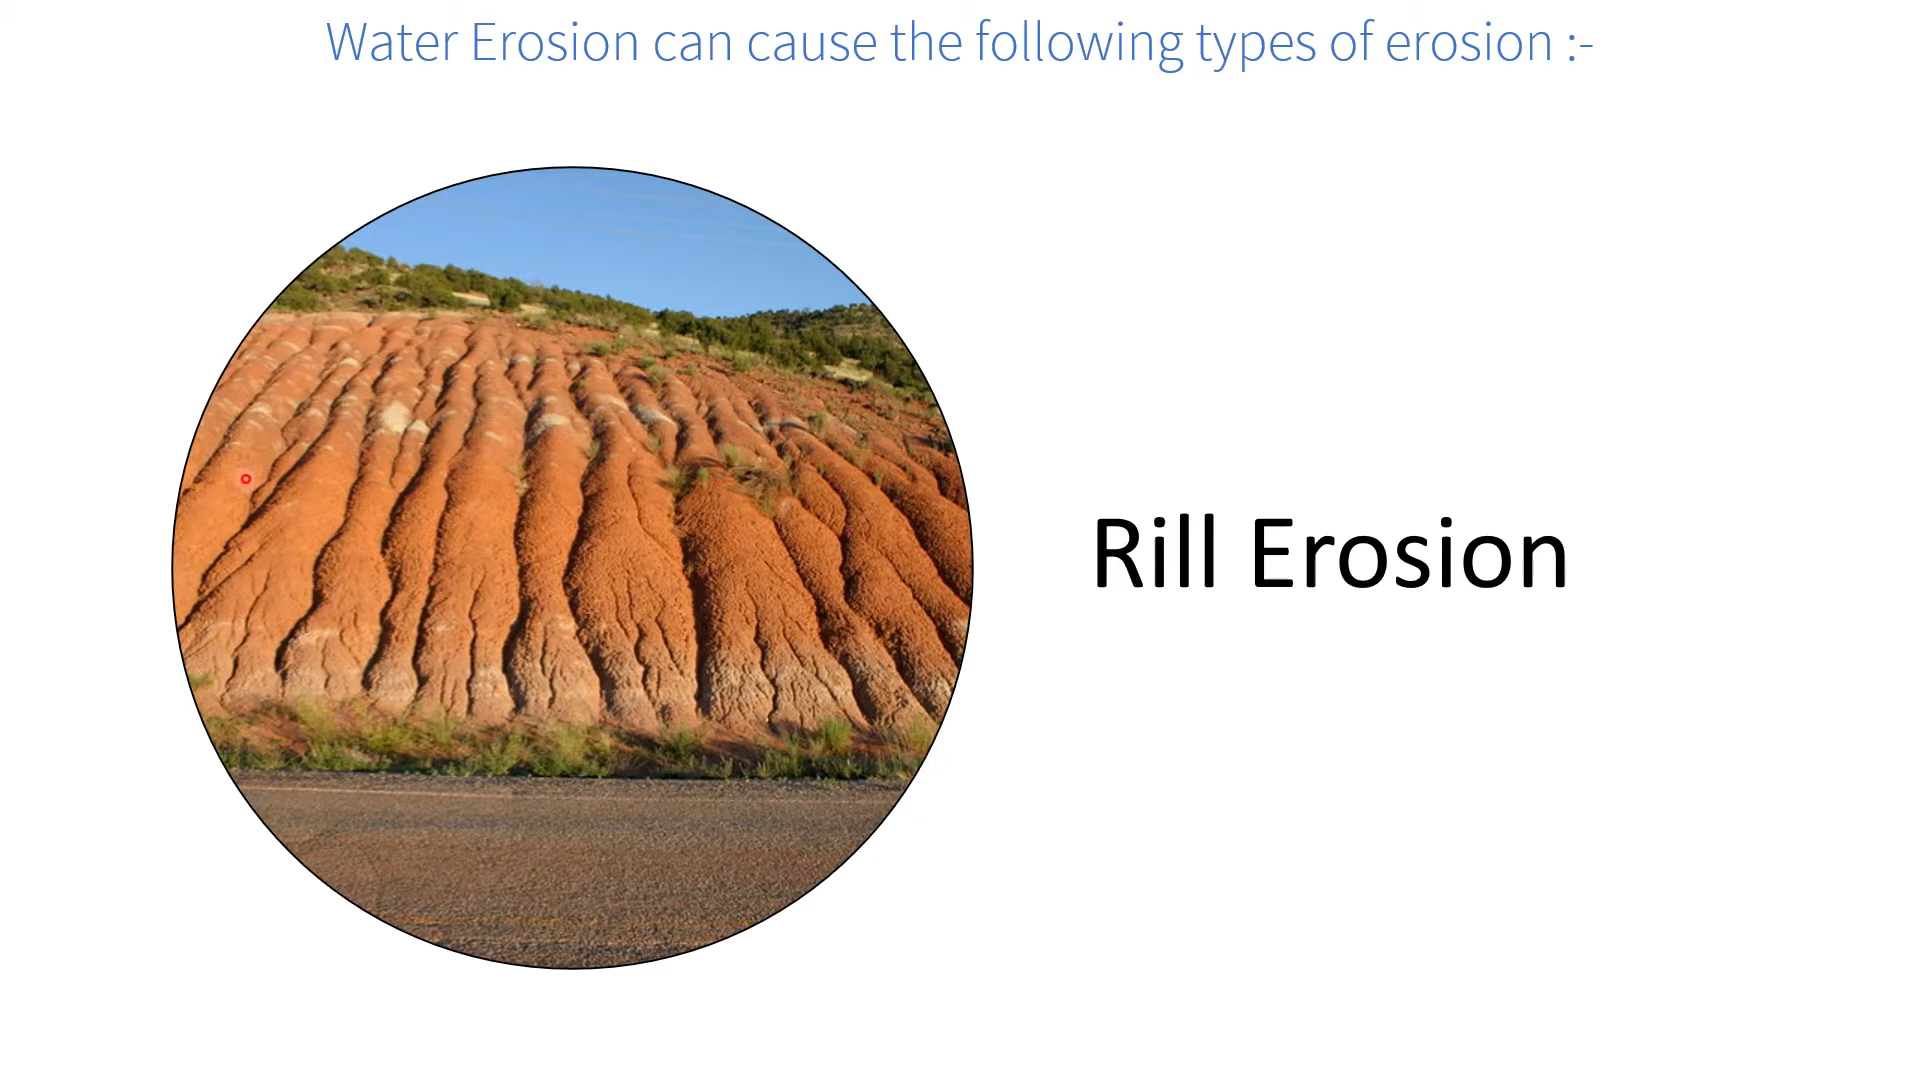 Water Erosion can cause the following types of erosion :-
Rill Erosion